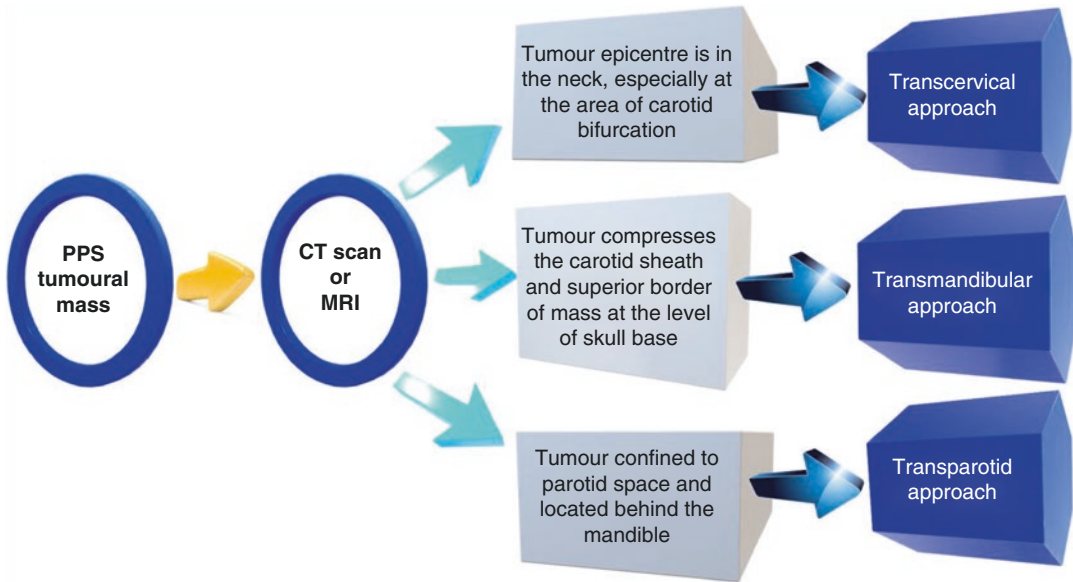 PPS
tumoural
mass
CT scan
or
MRI
Tumour epicentre is in
the neck, especially at
the area of carotid
bifurcation
Transcervical
approach
Tumour compresses
the carotid sheath
and superior border
of mass at the level
of skull base
Transmandibular
approach
Tumour confined to
parotid space and
located behind the
mandible
Transparotid
approach